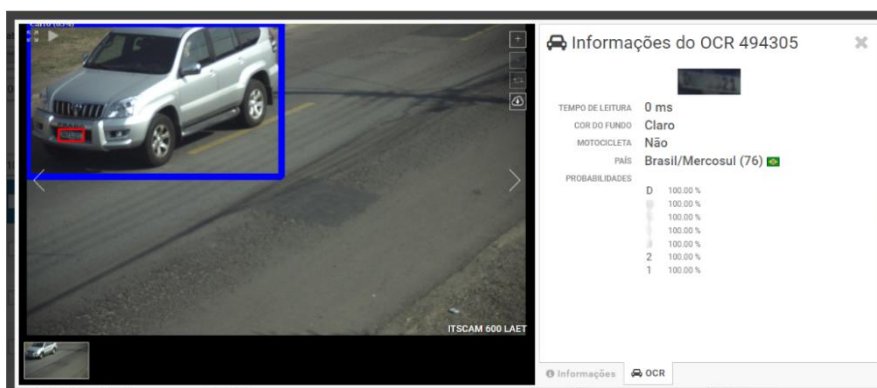 Informações do OCR 494305
TEMPO DE LEITURA 0 ms
COR DO FUNDO Claro
MOTOCICLETA Não
PAÍS Brasil/Mercosul (76)
PROBABILIDADES
D 100.00 %
100.00 %
100.00 %
100.00 %
100.00 %
2 100.00 %
1 100.00 %
ITSCAM 600 LAET
Informações OCR